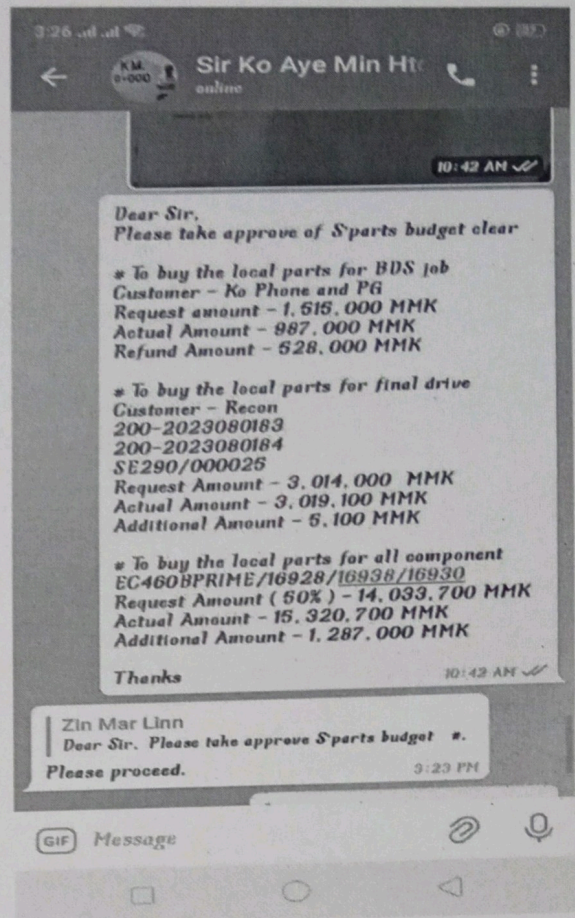 3:26
K.M.
0+000
Sir Ko Aye Min Ht
online
10:42 AM
Dear Sir,
Please take approve of S'parts budget clear
* To buy the local parts for BDS job
Customer - Ko Phone and PG
Request amount - 1,515,000 MMK
Actual Amount - 987,000 MMK
Refund Amount - 528,000 MMK
* To buy the local parts for final drive
Customer - Recon
200-2023080183
200-2023080184
SE290/000025
Request Amount - 3,014,000 MMK
Actual Amount - 3,019,100 MMK
Additional Amount - 5,100 MMK
* To buy the local parts for all component
EC460BPRIME/16928/16938/16930
Request Amount ( 50% ) - 14,033,700 MMK
Actual Amount - 15,320,700 MMK
Additional Amount - 1,287,000 MMK
Thanks
10:42 AM
Zin Mar Linn
Dear Sir, Please take approve S'parts budget *.
Please proceed.
3:23 PM
GIF Message